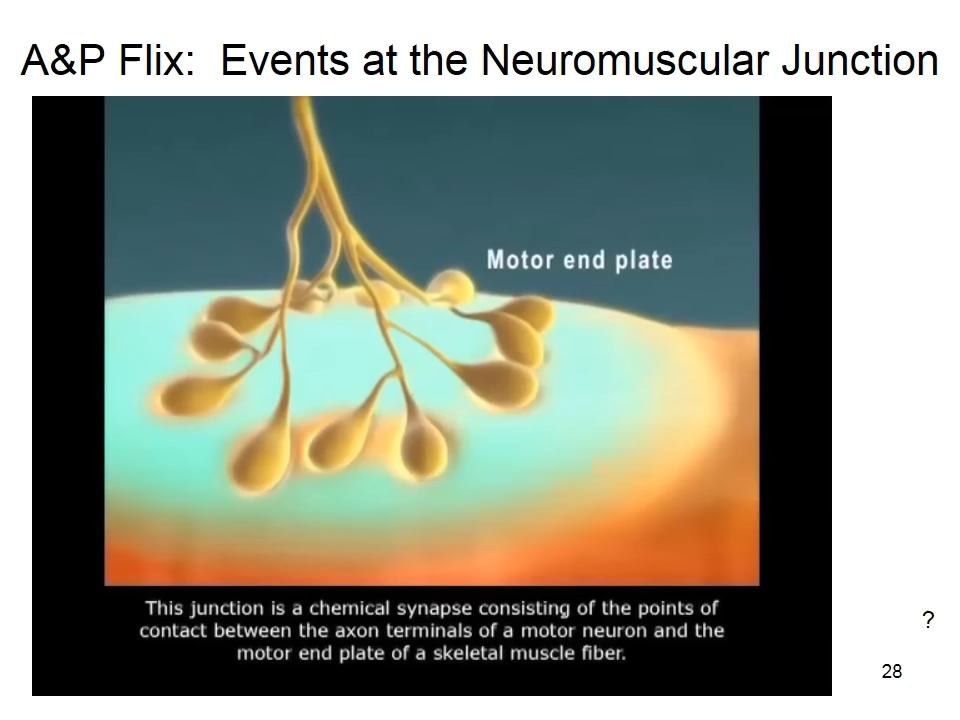 A&P Flix:  Events at the Neuromuscular Junction
Motor end plate
This junction is a chemical synapse consisting of the points of
contact between the axon terminals of a motor neuron and the
motor end plate of a skeletal muscle fiber.
?
28